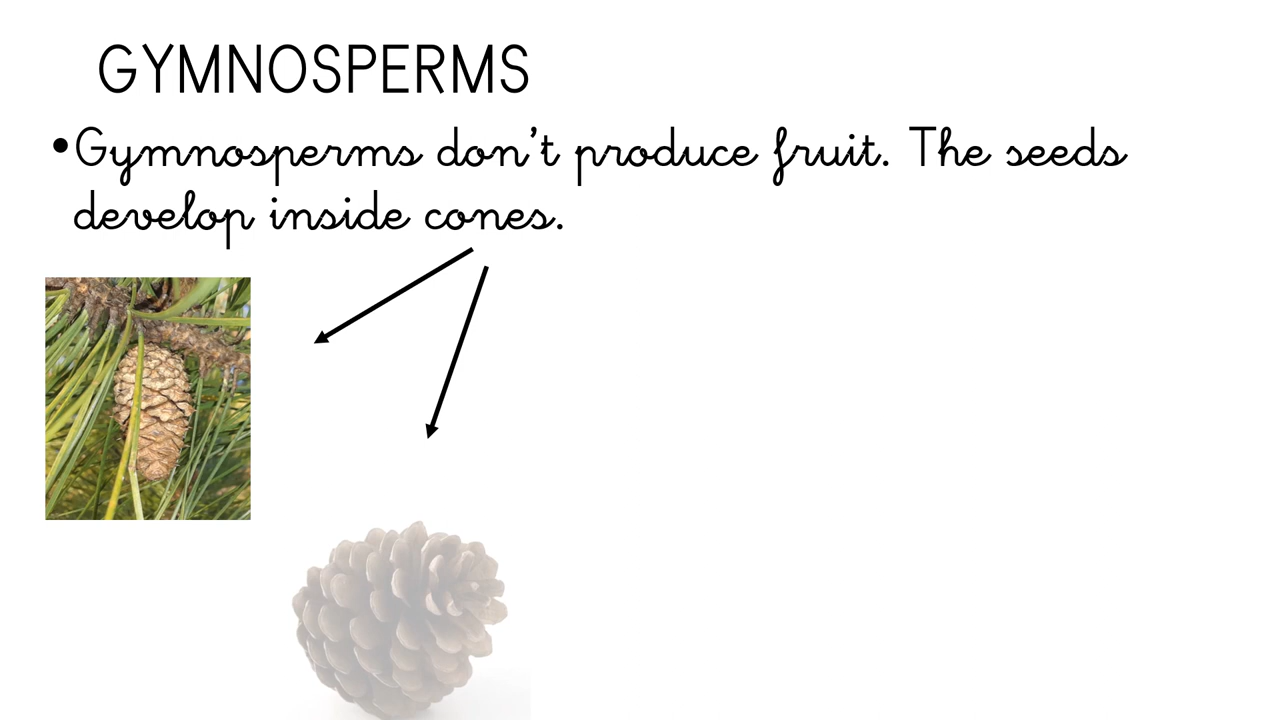 GYMNOSPERMS
•Gymnosperms don't produce fruit. The seeds
develop inside cones.